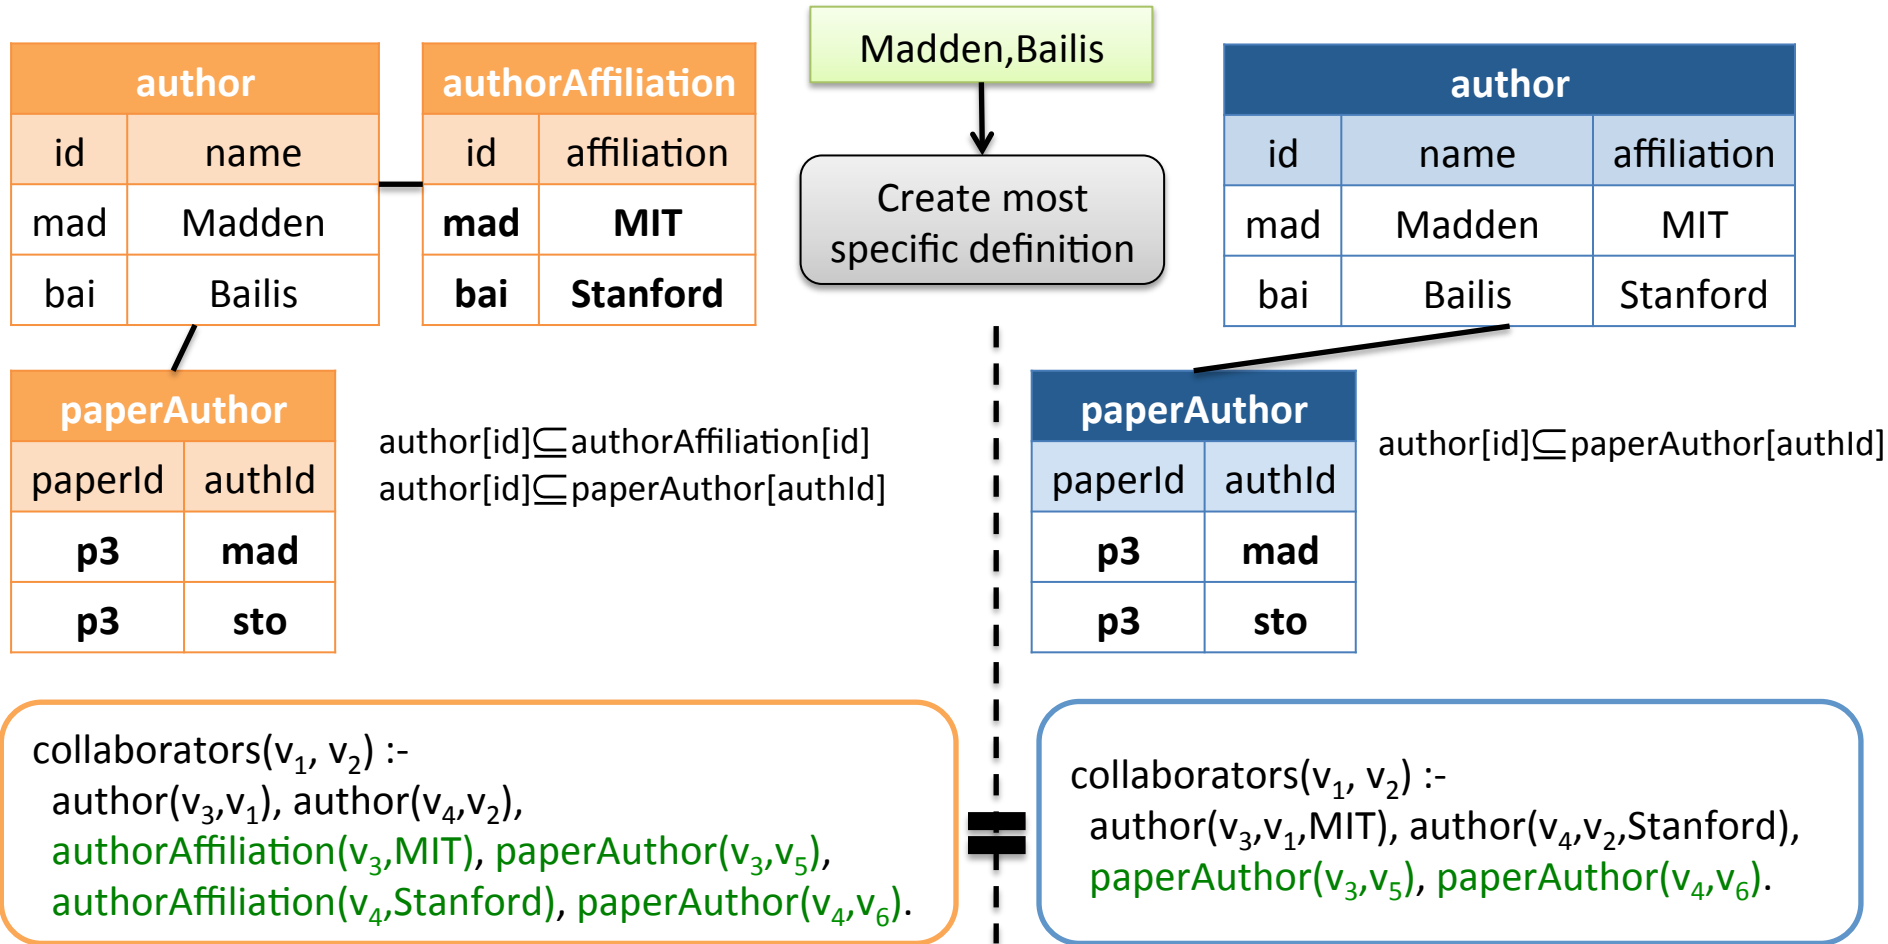 Madden,Bailis
Create most
specific definition
author
id name
mad Madden
bai Bailis
authorAffiliation
id affiliation
mad MIT
bai Stanford
paperAuthor
paperId authId
p3 mad
p3 sto
author[id]⊆authorAffiliation[id]
author[id]⊆paperAuthor[authId]
collaborators(v₁, v₂) :-
author(v₃,v₁), author(v₄,v₂),
authorAffiliation(v₃,MIT), paperAuthor(v₃,v₅),
authorAffiliation(v₄,Stanford), paperAuthor(v₄,v₆).
=
author
id name affiliation
mad Madden MIT
bai Bailis Stanford
paperAuthor
paperId authId
p3 mad
p3 sto
author[id]⊆paperAuthor[authId]
collaborators(v₁, v₂) :-
author(v₃,v₁,MIT), author(v₄,v₂,Stanford),
paperAuthor(v₃,v₅), paperAuthor(v₄,v₆).